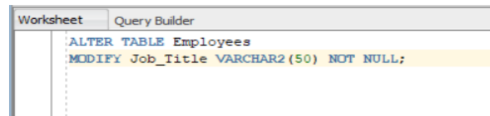 Worksheet Query Builder
ALTER TABLE Employees
MODIFY Job_Title VARCHAR2(50) NOT NULL;